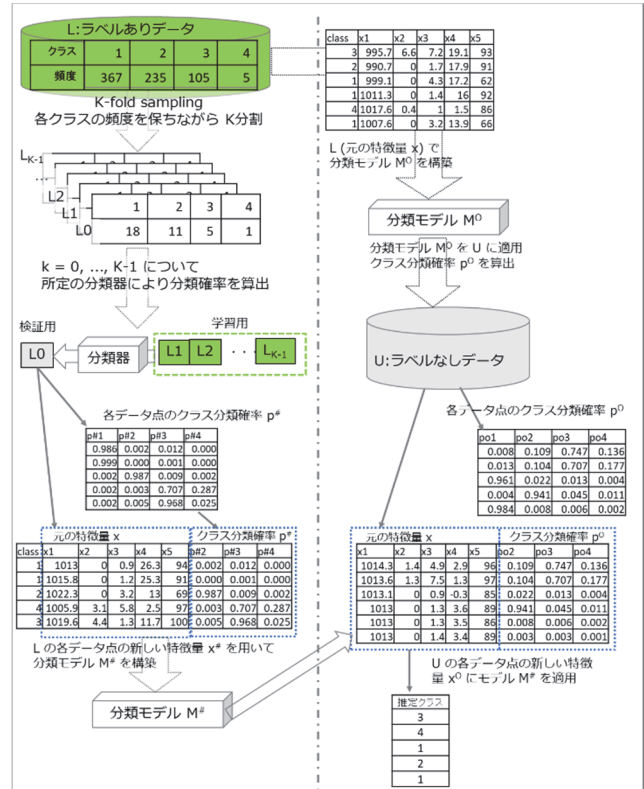 L:ラベルありデータ
クラス 1 2 3 4
頻度 367 235 105 5
K-fold sampling
各クラスの頻度を保ちながら K分割
LK-1
...
L2
L1
L0
1 2 3 4
18 11 5 1
k = 0, ..., K-1 について
所定の分類器により分類確率を算出
検証用
学習用
L0
分類器
L1 L2 ・・・ LK-1
各データ点のクラス分類確率 p#
p#1 p#2 p#3 p#4
0.986 0.002 0.012 0.000
0.999 0.000 0.001 0.000
0.002 0.987 0.009 0.002
0.002 0.003 0.707 0.287
0.002 0.005 0.968 0.025
元の特徴量 x クラス分類確率 p#
class x1 x2 x3 x4 x5 p#2 p#3 p#4
1 1013 0 0.9 26.3 94 0.002 0.012 0.000
1 1015.8 0 1.2 25.3 91 0.000 0.001 0.000
2 1022.3 0 3.2 13 69 0.987 0.009 0.002
4 1005.9 3.1 5.8 2.5 97 0.003 0.707 0.287
3 1019.6 4.4 1.3 11.7 100 0.005 0.968 0.025
L の各データ点の新しい特徴量 x# を用いて
分類モデル M# を構築
分類モデル M#
class x1 x2 x3 x4 x5
3 995.7 6.6 7.2 19.1 93
2 990.7 0 1.7 17.9 91
1 999.1 0 4.3 17.2 62
1 1011.3 0 1.4 16 92
4 1017.6 0.4 1 1.5 86
1 1007.6 0 3.2 13.9 66
L (元の特徴量 x) で
分類モデル MO を構築
分類モデル MO
分類モデル MO を U に適用
クラス分類確率 pO を算出
U:ラベルなしデータ
各データ点のクラス分類確率 pO
po1 po2 po3 po4
0.008 0.109 0.747 0.136
0.013 0.104 0.707 0.177
0.961 0.022 0.013 0.004
0.004 0.941 0.045 0.011
0.984 0.008 0.006 0.002
元の特徴量 x クラス分類確率 pO
x1 x2 x3 x4 x5 po2 po3 po4
1014.3 1.4 4.9 2.9 96 0.109 0.747 0.136
1013.6 1.3 7.5 1.3 97 0.104 0.707 0.177
1013.1 0 0.9 -0.3 85 0.022 0.013 0.004
1013 0 1.3 3.6 89 0.941 0.045 0.011
1013 0 1.3 3.5 86 0.008 0.006 0.002
1013 0 1.4 3.4 89 0.003 0.003 0.001
U の各データ点の新しい特徴
量 xO にモデル M# を適用
推定クラス
3
4
1
2
1